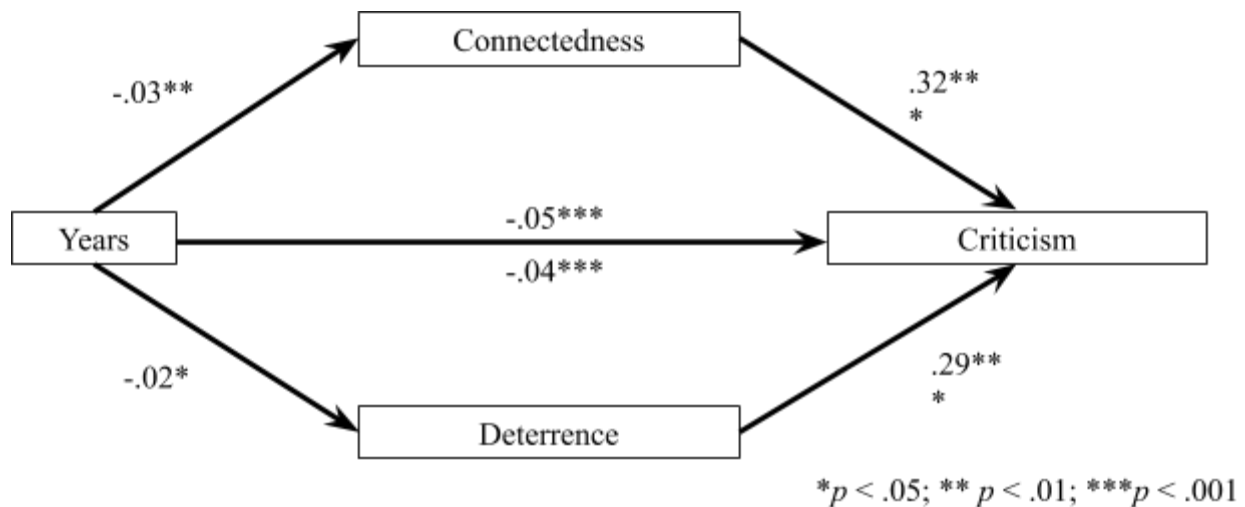 Connectedness
-.03**
.32**
*
-.05***
Years
Criticism
-.04***
-.02*
.29**
*
Deterrence
*p < .05; ** p < .01; ***p < .001